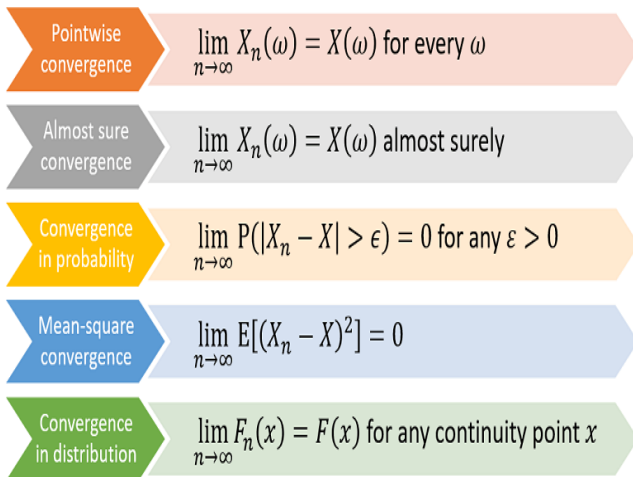 Pointwise
convergence
lim X_n(ω) = X(ω) for every ω
n→∞
Almost sure
convergence
lim X_n(ω) = X(ω) almost surely
n→∞
Convergence
in probability
lim P(|X_n − X| > ϵ) = 0 for any ε > 0
n→∞
Mean-square
convergence
lim E[(X_n − X)²] = 0
n→∞
Convergence
in distribution
lim F_n(x) = F(x) for any continuity point x
n→∞